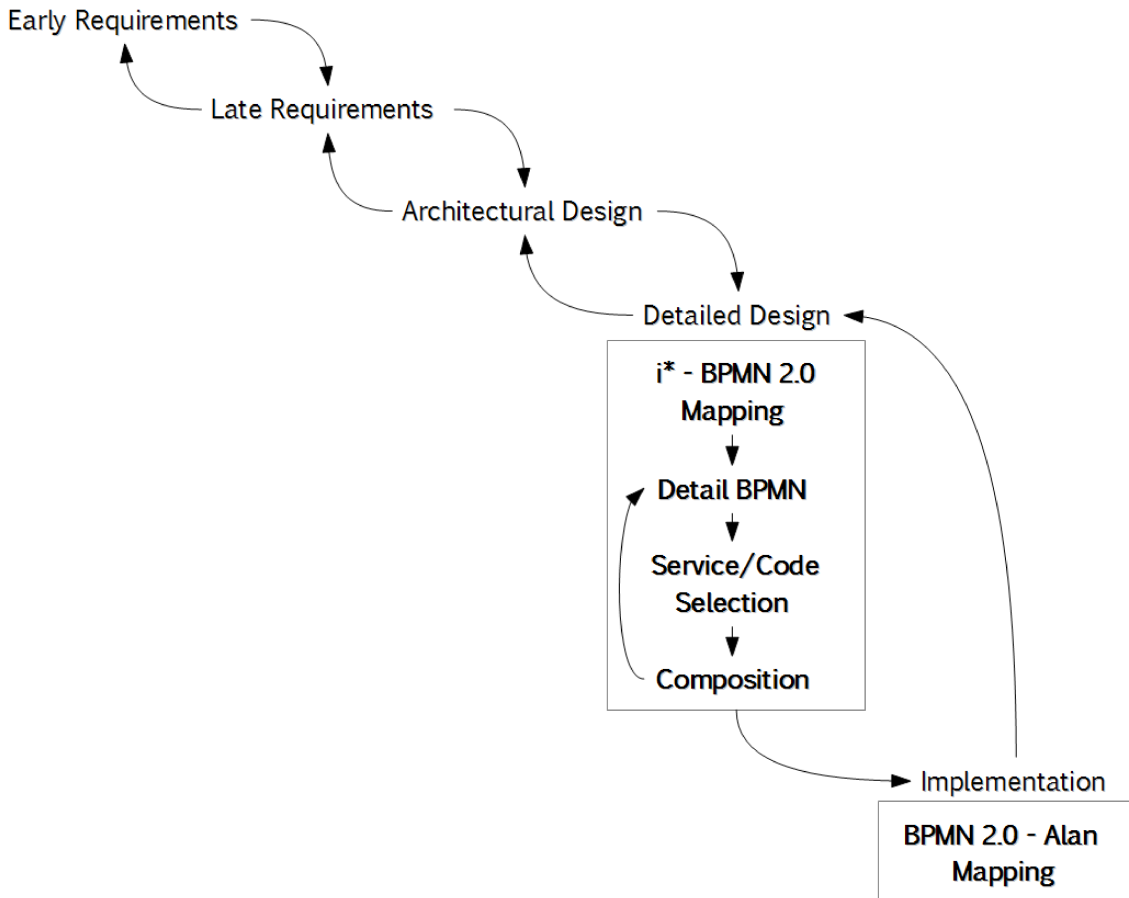 Early Requirements
Late Requirements
Architectural Design
Detailed Design
i* - BPMN 2.0
Mapping
Detail BPMN
Service/Code
Selection
Composition
Implementation
BPMN 2.0 - Alan
Mapping